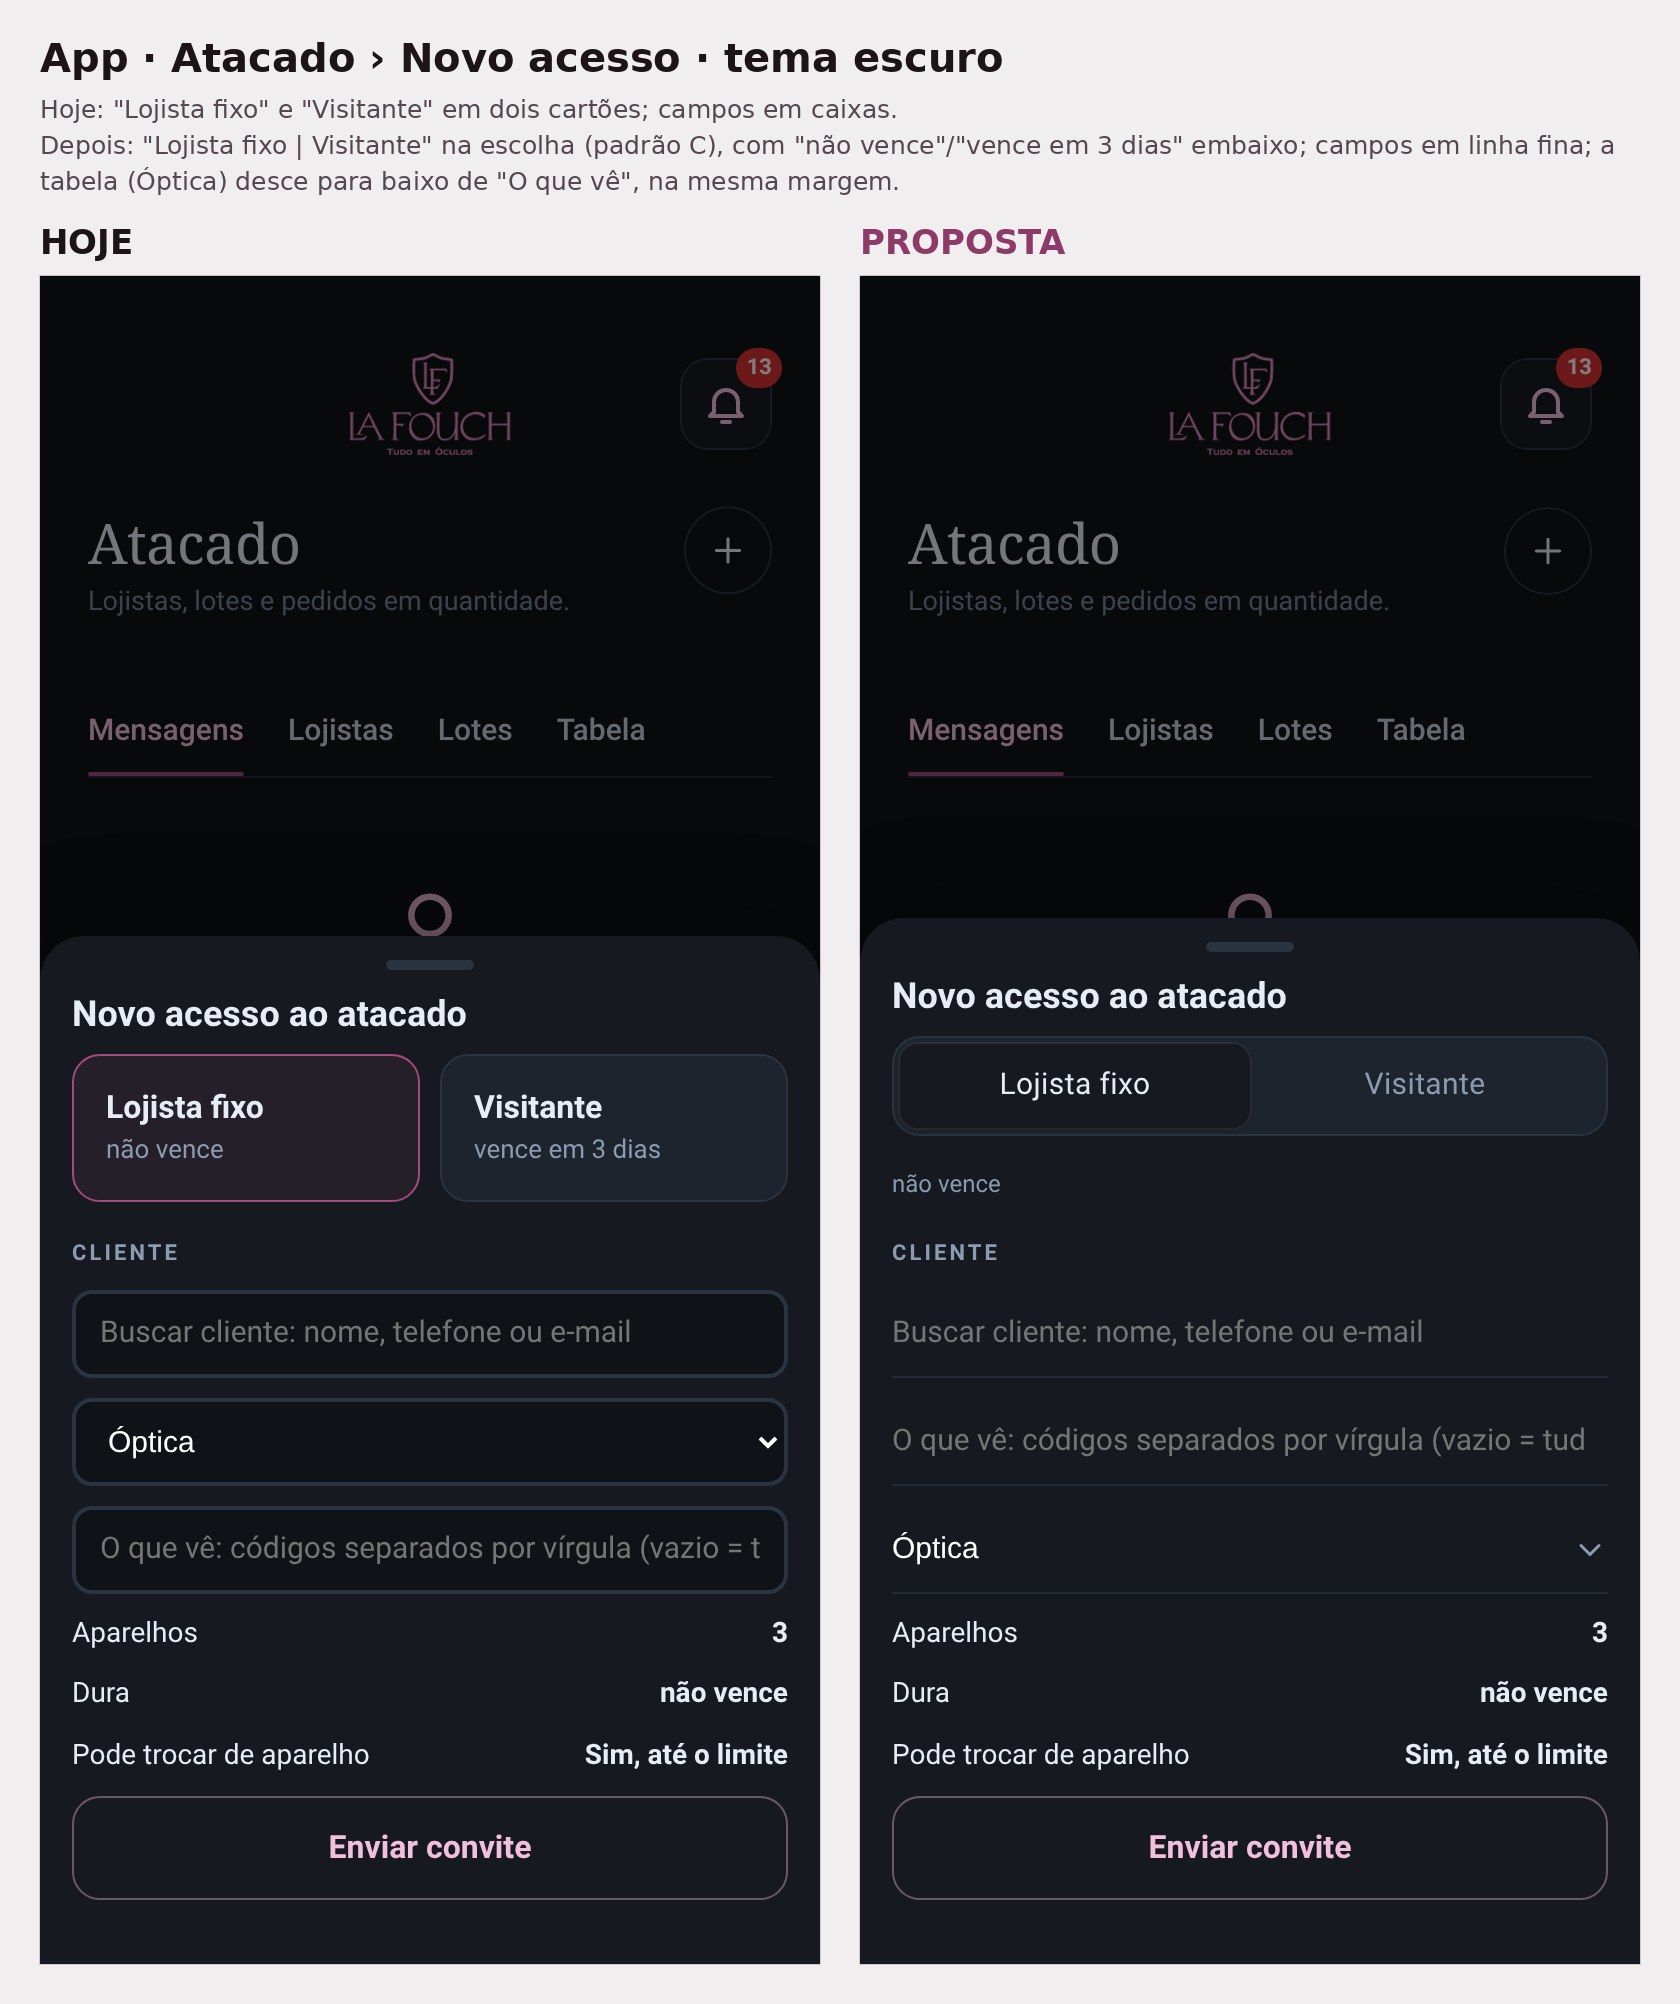 App · Atacado › Novo acesso · tema escuro
Hoje: "Lojista fixo" e "Visitante" em dois cartões; campos em caixas.
Depois: "Lojista fixo | Visitante" na escolha (padrão C), com "não vence"/"vence em 3 dias" embaixo; campos em linha fina; a
tabela (Óptica) desce para baixo de "O que vê", na mesma margem.
HOJE
LF
LA FOUCH
TUDO EM ÓCULOS
13
Atacado
+
Lojistas, lotes e pedidos em quantidade.
Mensagens Lojistas Lotes Tabela
Novo acesso ao atacado
Lojista fixo Visitante
não vence vence em 3 dias
CLIENTE
Buscar cliente: nome, telefone ou e-mail
Óptica
O que vê: códigos separados por vírgula (vazio = t
Aparelhos 3
Dura não vence
Pode trocar de aparelho Sim, até o limite
Enviar convite
PROPOSTA
LF
LA FOUCH
TUDO EM ÓCULOS
13
Atacado
+
Lojistas, lotes e pedidos em quantidade.
Mensagens Lojistas Lotes Tabela
Novo acesso ao atacado
Lojista fixo Visitante
não vence
CLIENTE
Buscar cliente: nome, telefone ou e-mail
O que vê: códigos separados por vírgula (vazio = tud
Óptica
Aparelhos 3
Dura não vence
Pode trocar de aparelho Sim, até o limite
Enviar convite